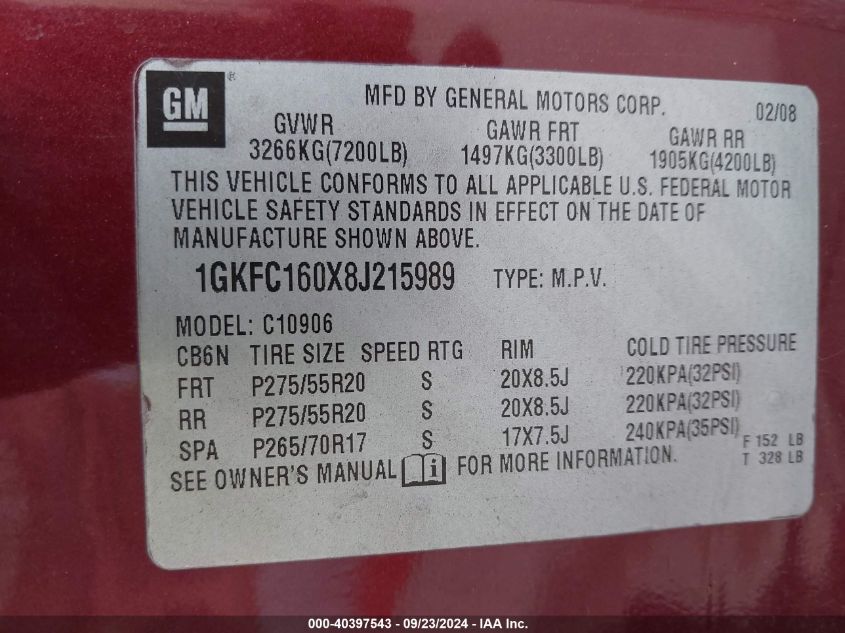 GM ® MFD BY GENERAL MOTORS CORP. 02/08
GVWR GAWR FRT GAWR RR
3266KG(7200LB) 1497KG(3300LB) 1905KG(4200LB)
THIS VEHICLE CONFORMS TO ALL APPLICABLE U.S. FEDERAL MOTOR
VEHICLE SAFETY STANDARDS IN EFFECT ON THE DATE OF
MANUFACTURE SHOWN ABOVE.
1GKFC160X8J215989 TYPE: M.P.V.
MODEL: C10906
CB6N TIRE SIZE SPEED RTG RIM COLD TIRE PRESSURE
FRT P275/55R20 S 20X8.5J 220KPA(32PSI)
RR P275/55R20 S 20X8.5J 220KPA(32PSI)
SPA P265/70R17 S 17X7.5J 240KPA(35PSI)
F 152 LB
T 328 LB
SEE OWNER'S MANUAL i FOR MORE INFORMATION.
000-40397543 - 09/23/2024 - IAA Inc.